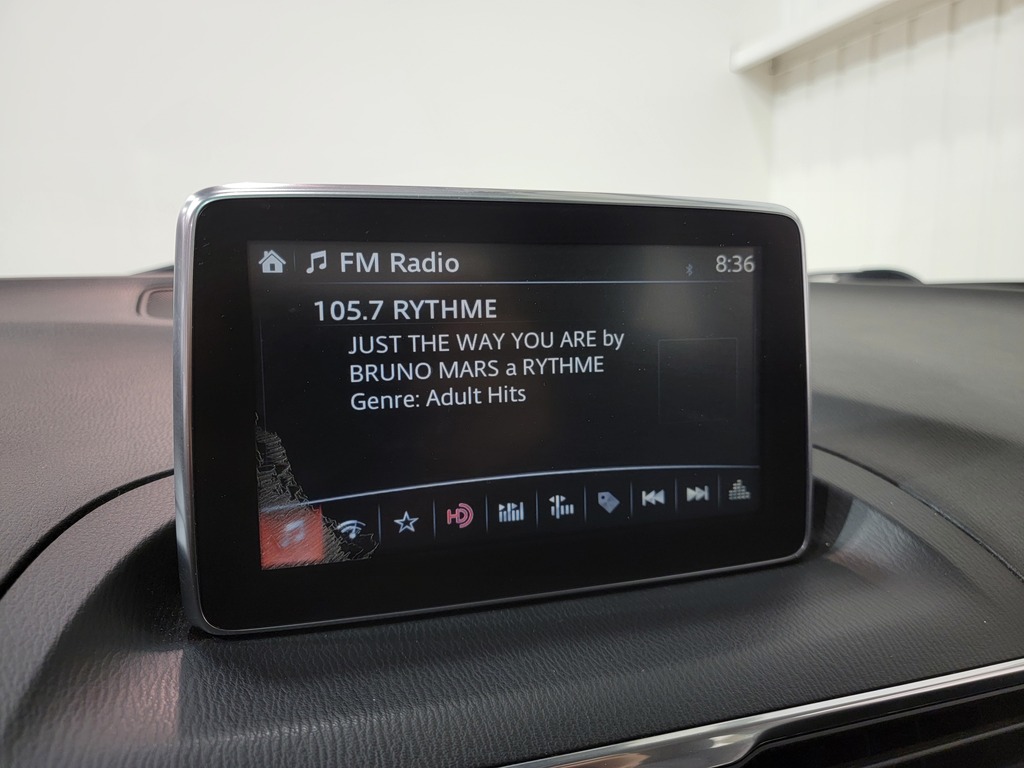 FM Radio
8:36
105.7 RYTHME
JUST THE WAY YOU ARE by
BRUNO MARS a RYTHME
Genre: Adult Hits
HD